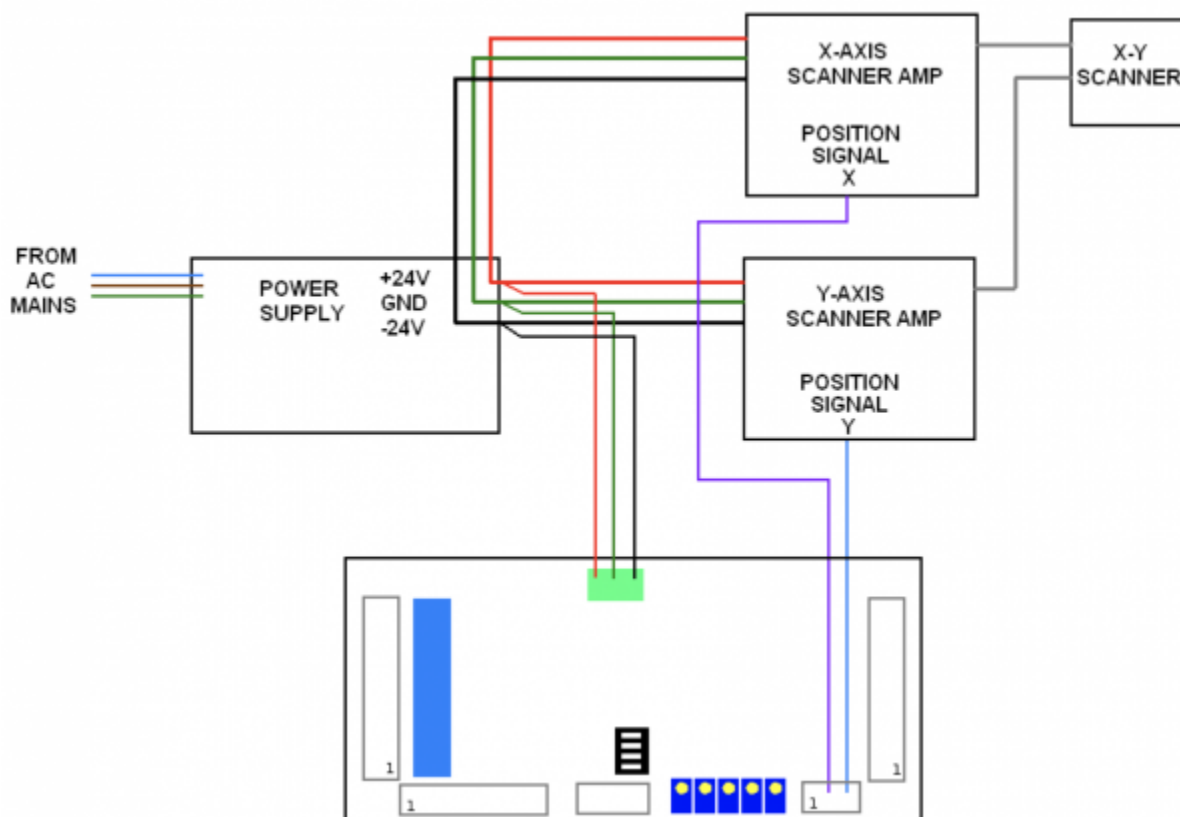 X-AXIS
SCANNER AMP
POSITION
SIGNAL
X
X-Y
SCANNER
FROM
AC
MAINS
POWER
SUPPLY
+24V
GND
-24V
Y-AXIS
SCANNER AMP
POSITION
SIGNAL
Y
1
1
1
1